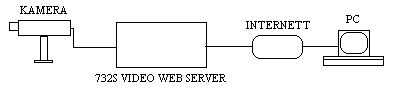 KAMERA
732S VIDEO WEB SERVER
INTERNETT
PC